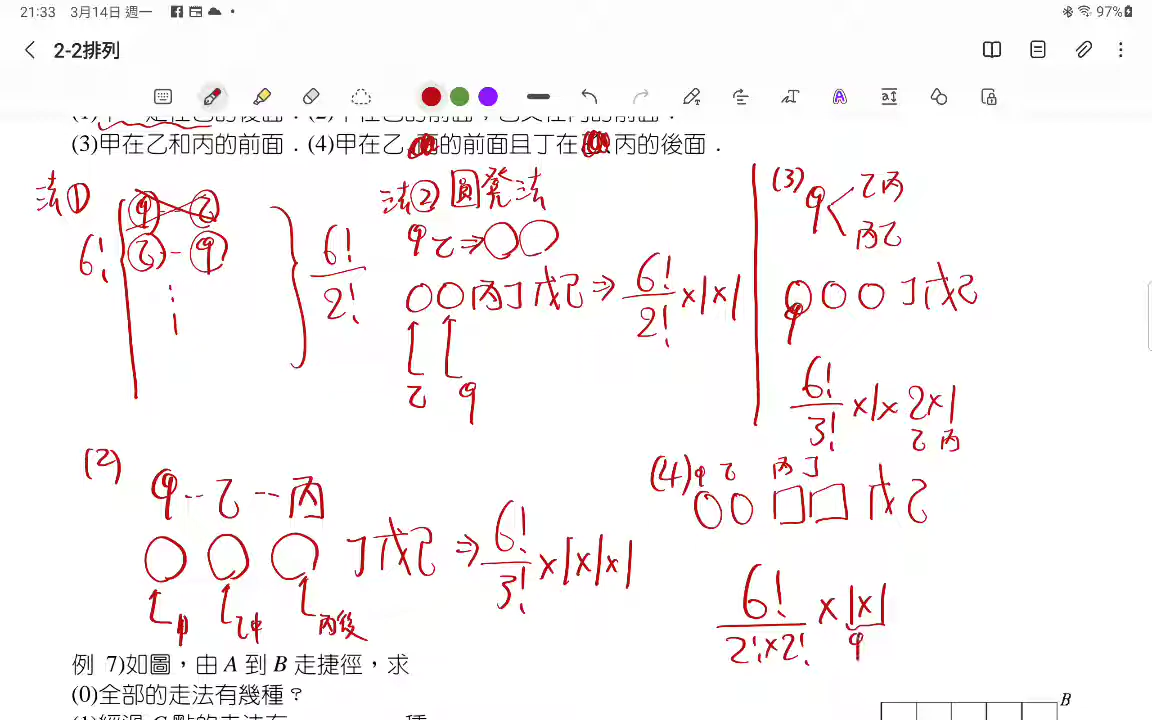 21:33 3月14日 週一
97%
2-2排列
(3)甲在乙和丙的前面．(4)甲在乙 的前面且丁在 丙的後面．
法①
甲 乙
乙 -- 甲
6!
6!
2!
法② 圓凳法
甲乙⇒○○
○○丙丁戊己⇒ 6!/2! ×1×1
乙 甲
(3)
甲 乙丙
丙乙
○○○丁戊己
甲
6!/3! ×1×2×1
乙 丙
(2)
甲--乙--丙
○○○丁戊己⇒ 6!/3! ×1×1×1
甲 乙中 丙後
(4)甲乙 丙丁
○○□□戊己
6!/2!×2! ×1×1
甲
例 7)如圖，由 A 到 B 走捷徑，求
(0)全部的走法有幾種？
B